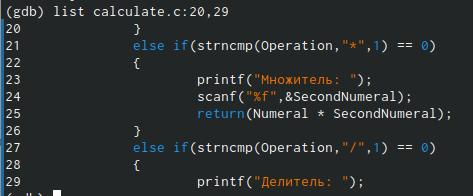 (gdb) list calculate.c:20,29
20 }
21 else if(strncmp(Operation,"*",1) == 0)
22 {
23 printf("Множитель: ");
24 scanf("%f",&SecondNumeral);
25 return(Numeral * SecondNumeral);
26 }
27 else if(strncmp(Operation,"/",1) == 0)
28 {
29 printf("Делитель: ");